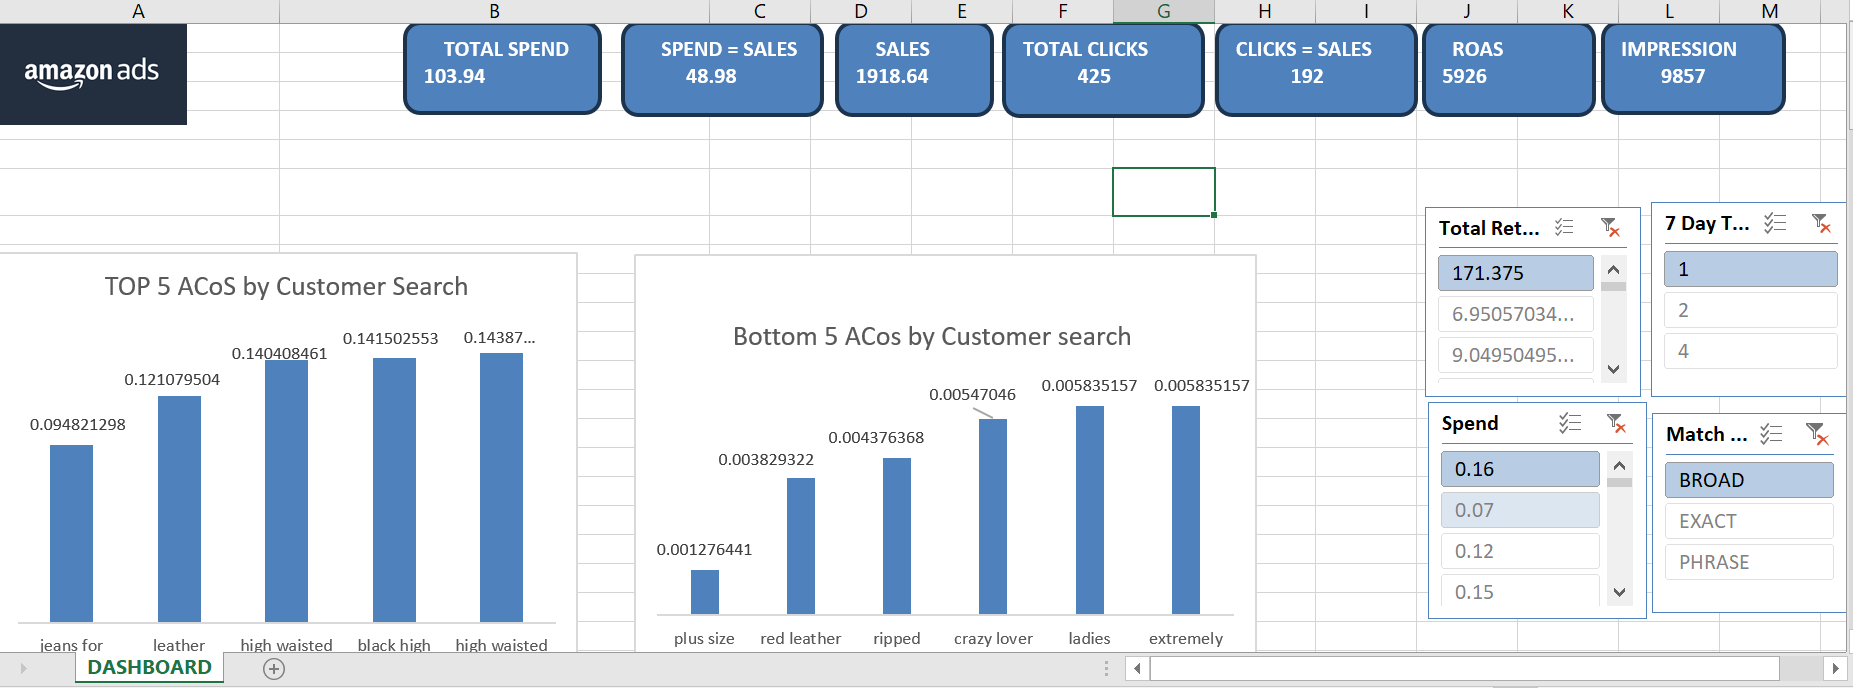 A B C D E F G H I J K L M
amazon ads
TOTAL SPEND
103.94
SPEND = SALES
48.98
SALES
1918.64
TOTAL CLICKS
425
CLICKS = SALES
192
ROAS
5926
IMPRESSION
9857
TOP 5 ACoS by Customer Search
0.094821298
0.121079504
0.140408461
0.141502553
0.14387...
jeans for
leather
high waisted
black high
high waisted
Bottom 5 ACos by Customer search
0.001276441
0.003829322
0.004376368
0.00547046
0.005835157
0.005835157
plus size
red leather
ripped
crazy lover
ladies
extremely
Total Ret...
171.375
6.95057034...
9.04950495...
7 Day T...
1
2
4
Spend
0.16
0.07
0.12
0.15
Match ...
BROAD
EXACT
PHRASE
DASHBOARD